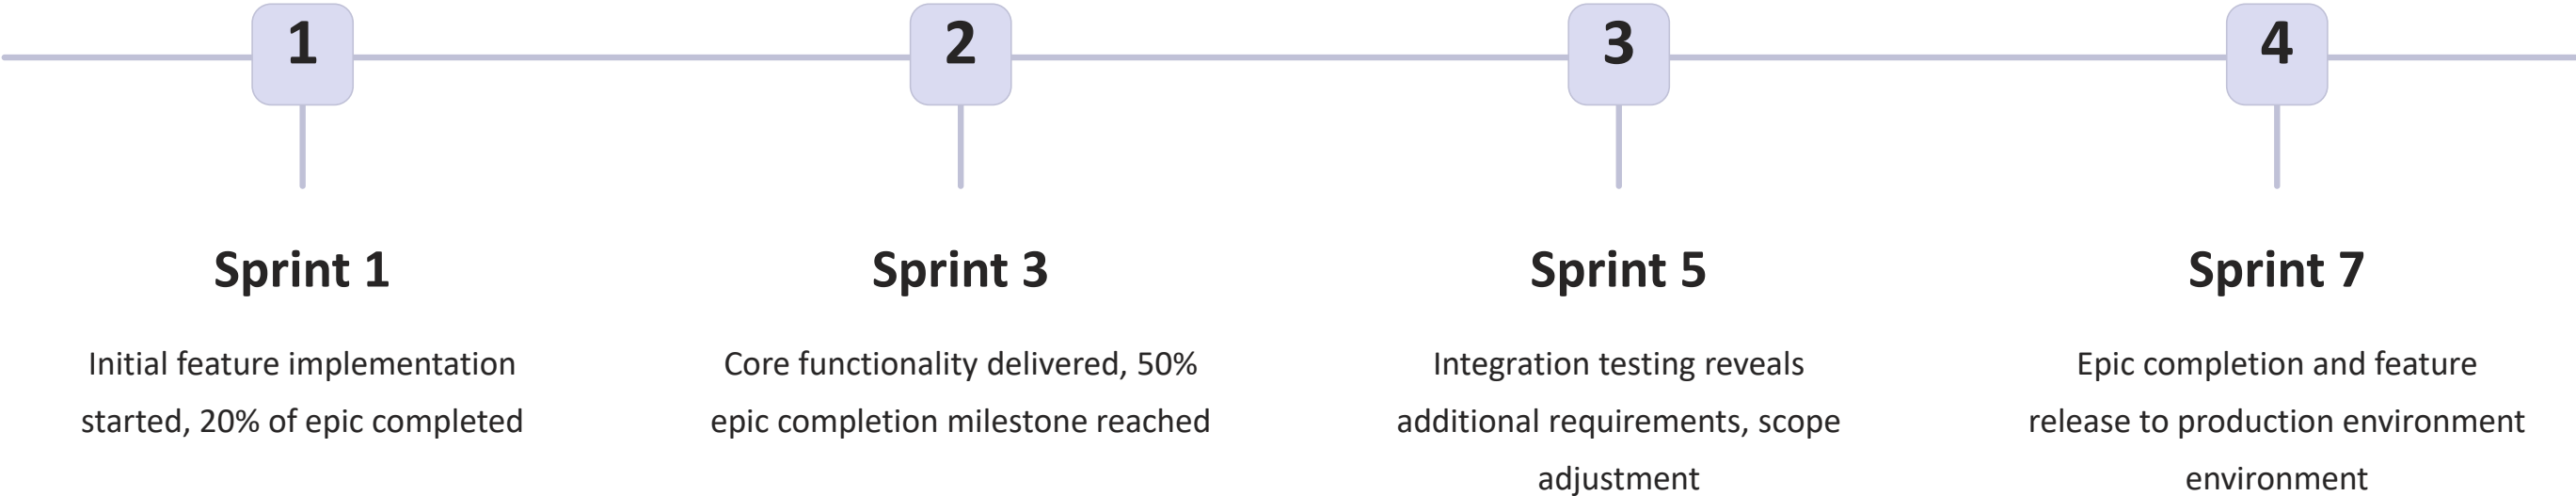 1
2
3
4
Sprint 1
Initial feature implementation
started, 20% of epic completed
Sprint 3
Core functionality delivered, 50%
epic completion milestone reached
Sprint 5
Integration testing reveals
additional requirements, scope
adjustment
Sprint 7
Epic completion and feature
release to production environment
environment